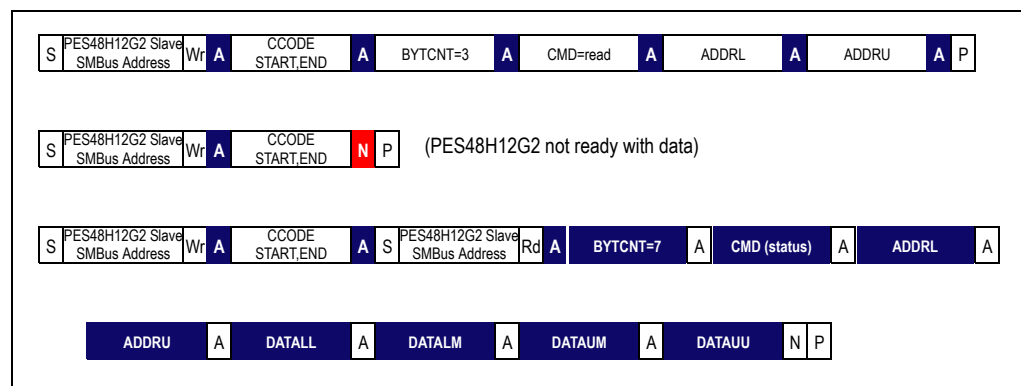 S PES48H12G2 Slave SMBus Address Wr A CCODE START,END A BYTCNT=3 A CMD=read A ADDRL A ADDRU A P
S PES48H12G2 Slave SMBus Address Wr A CCODE START,END N P (PES48H12G2 not ready with data)
S PES48H12G2 Slave SMBus Address Wr A CCODE START,END A S PES48H12G2 Slave SMBus Address Rd A BYTCNT=7 A CMD (status) A ADDRL A
ADDRU A DATALL A DATALM A DATAUM A DATAUU N P